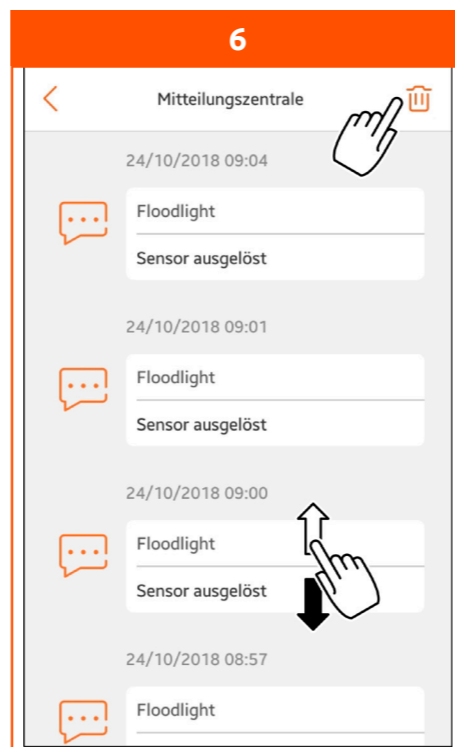 6
Mitteilungszentrale
24/10/2018 09:04
Floodlight
Sensor ausgelöst
24/10/2018 09:01
Floodlight
Sensor ausgelöst
24/10/2018 09:00
Floodlight
Sensor ausgelöst
24/10/2018 08:57
Floodlight